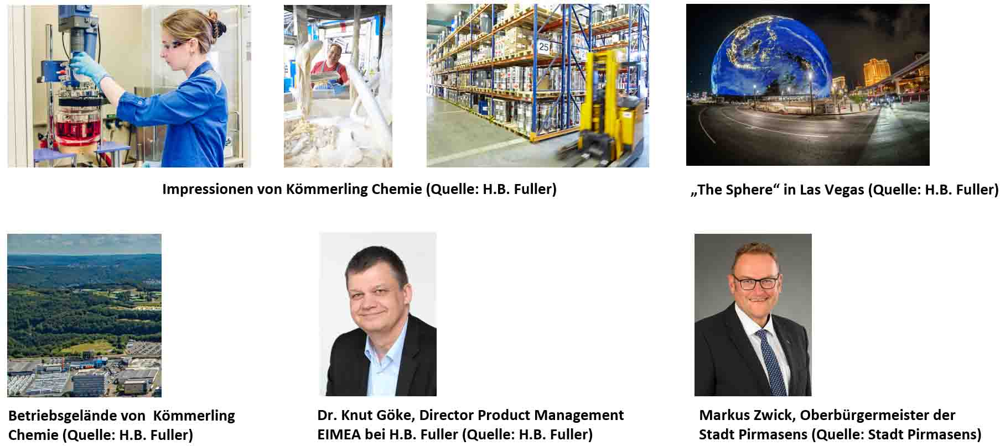 25
Impressionen von Kömmerling Chemie (Quelle: H.B. Fuller)
„The Sphere“ in Las Vegas (Quelle: H.B. Fuller)
Betriebsgelände von Kömmerling
Chemie (Quelle: H.B. Fuller)
Dr. Knut Göke, Director Product Management
EIMEA bei H.B. Fuller (Quelle: H.B. Fuller)
Markus Zwick, Oberbürgermeister der
Stadt Pirmasens (Quelle: Stadt Pirmasens)